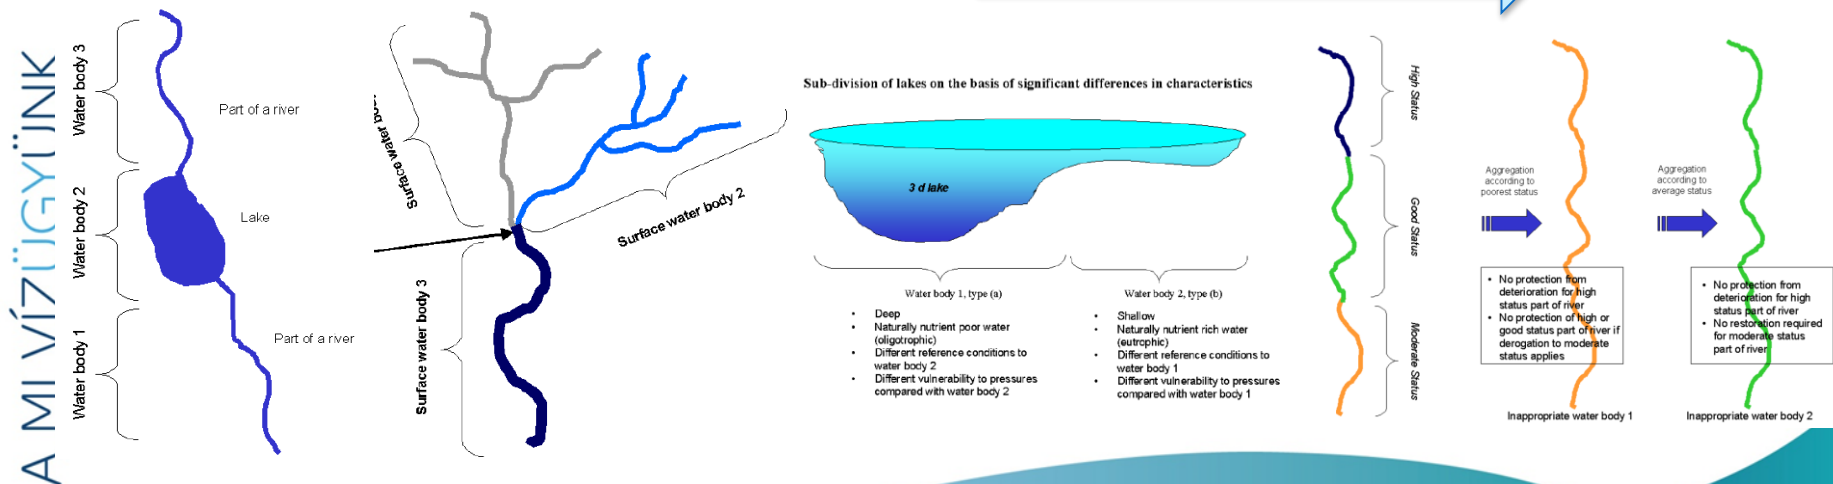 A MI VÍZÜGYÜNK
Water body 3
Water body 2
Water body 1
Part of a river
Lake
Part of a river
Surface water
Surface water body 2
Surface water body 3
Sub-division of lakes on the basis of significant differences in characteristics
3 d lake
Water body 1, type (a)
• Deep
• Naturally nutrient poor water
(oligotrophic)
• Different reference conditions to
water body 2
• Different vulnerability to pressures
compared with water body 2
Water body 2, type (b)
• Shallow
• Naturally nutrient rich water
(eutrophic)
• Different reference conditions to
water body 1
• Different vulnerability to pressures
compared with water body 1
High Status
Good Status
Moderate Status
Aggregation
according to
poorest status
• No protection from
deterioration for high
status part of river
• No protection of high or
good status part of river if
derogation to moderate
status applies
Inappropriate water body 1
Aggregation
according to
average status
• No protection from
deterioration for high
status part of river
• No restoration required
for moderate status
part of river
Inappropriate water body 2